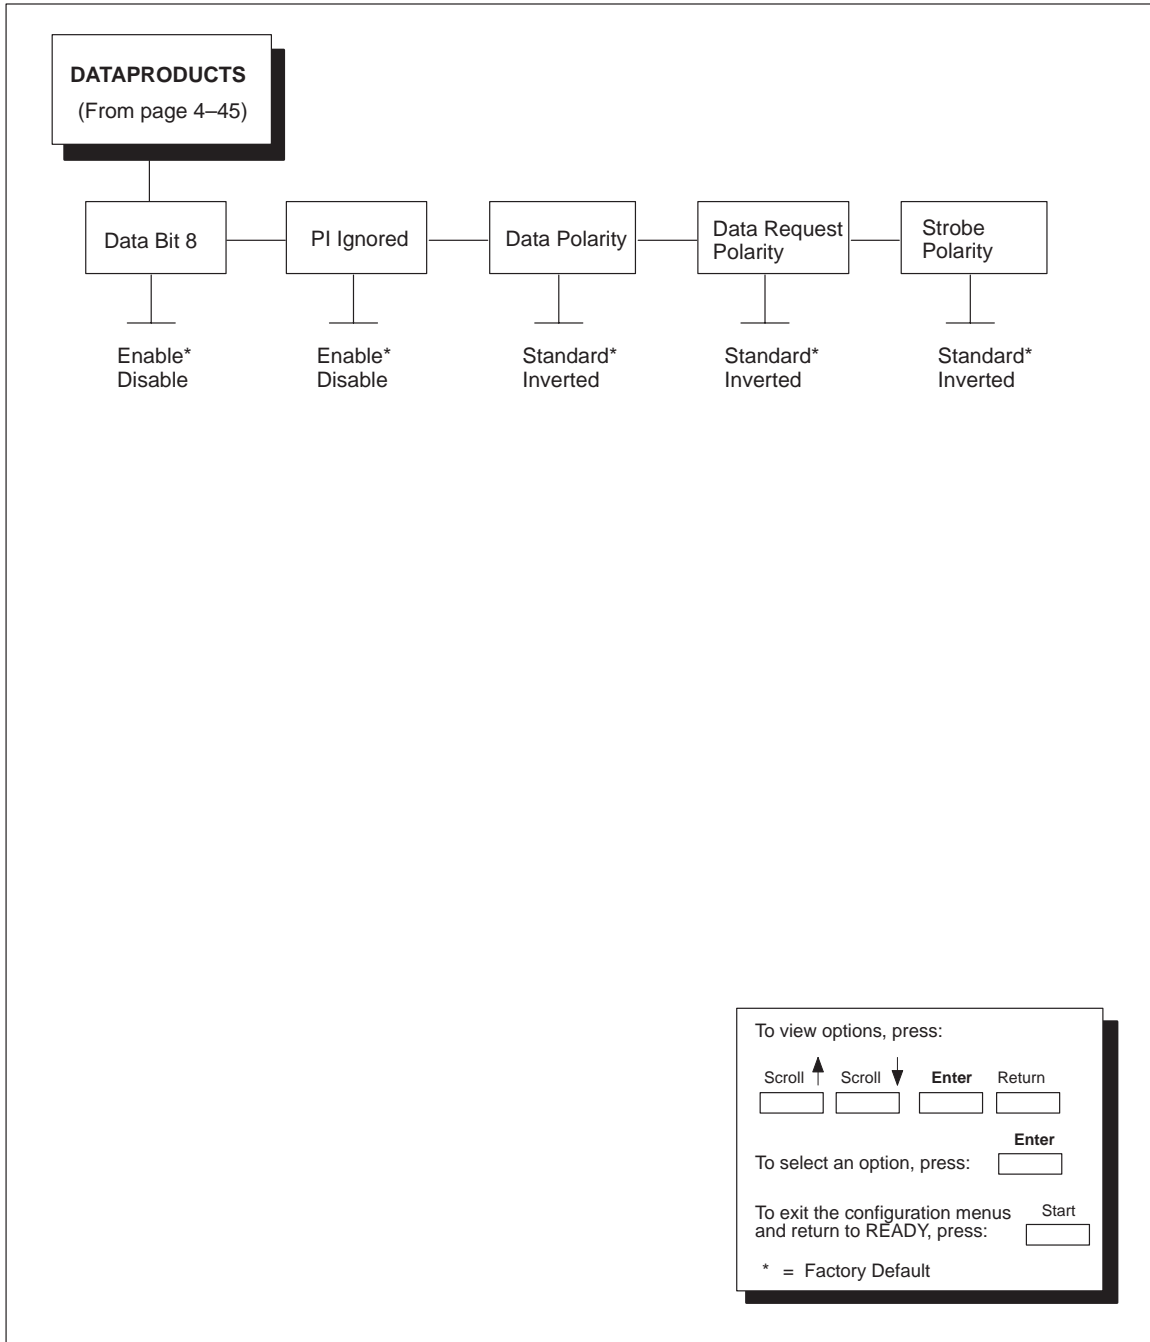 DATAPRODUCTS
(From page 4–45)
Data Bit 8
PI Ignored
Data Polarity
Data Request
Polarity
Strobe
Polarity
Enable*
Disable
Enable*
Disable
Standard*
Inverted
Standard*
Inverted
Standard*
Inverted
To view options, press:
Scroll Scroll Enter Return
Enter
To select an option, press:
To exit the configuration menus
and return to READY, press:
Start
* = Factory Default